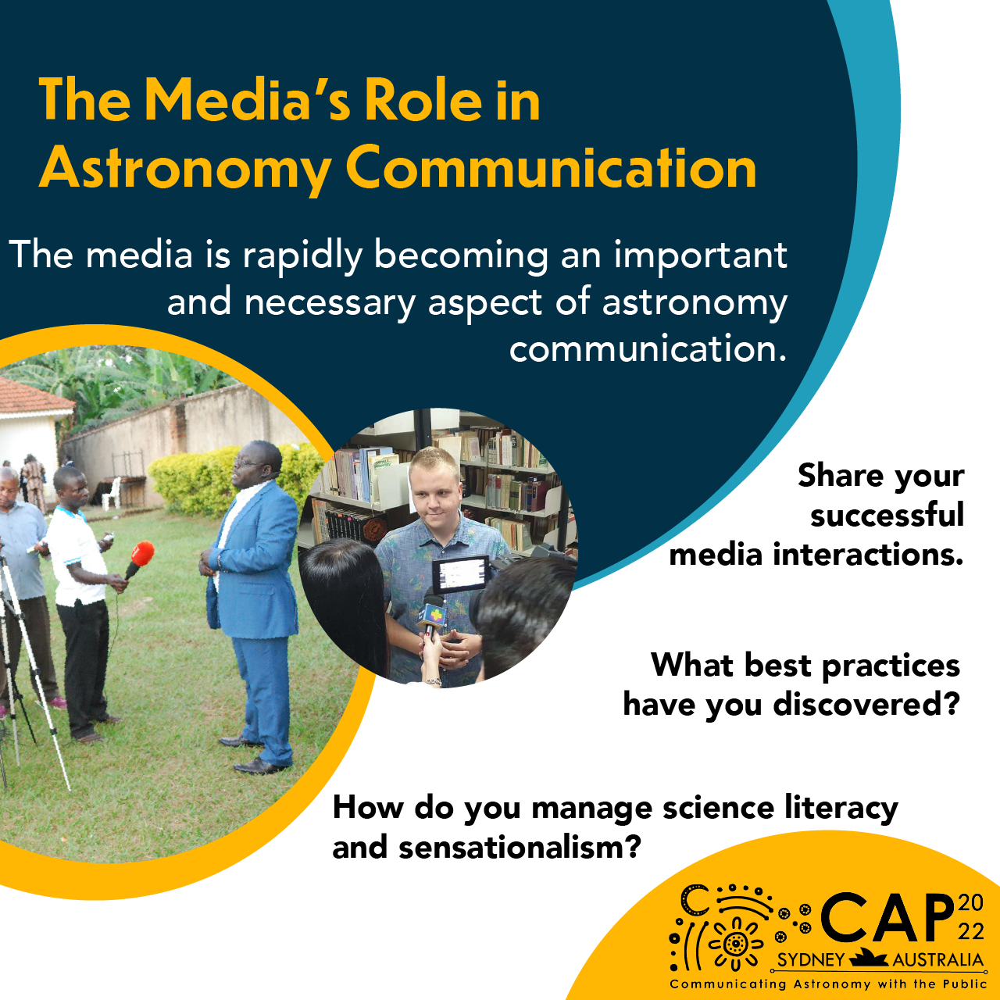 The Media's Role in
Astronomy Communication
The media is rapidly becoming an important
and necessary aspect of astronomy
communication.
Share your
successful
media interactions.
What best practices
have you discovered?
How do you manage science literacy
and sensationalism?
CAP 20
22
SYDNEY AUSTRALIA
Communicating Astronomy with the Public